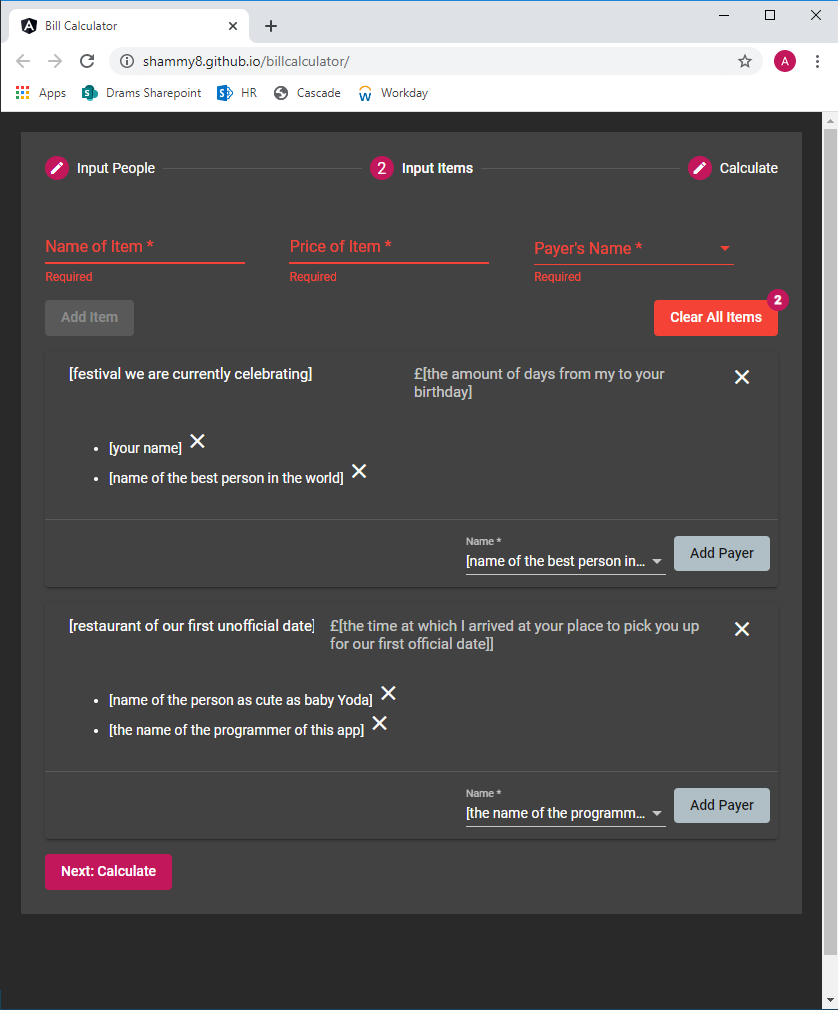 Bill Calculator
shammy8.github.io/billcalculator/
A
Apps Drams Sharepoint HR Cascade Workday
Input People 2 Input Items Calculate
Name of Item * Price of Item * Payer's Name *
Required Required Required
Add Item Clear All Items 2
[festival we are currently celebrating] £[the amount of days from my to your
birthday]
[your name]
[name of the best person in the world]
Name *
[name of the best person in... Add Payer
[restaurant of our first unofficial date] £[the time at which I arrived at your place to pick you up
for our first official date]]
[name of the person as cute as baby Yoda]
[the name of the programmer of this app]
Name *
[the name of the programm... Add Payer
Next: Calculate